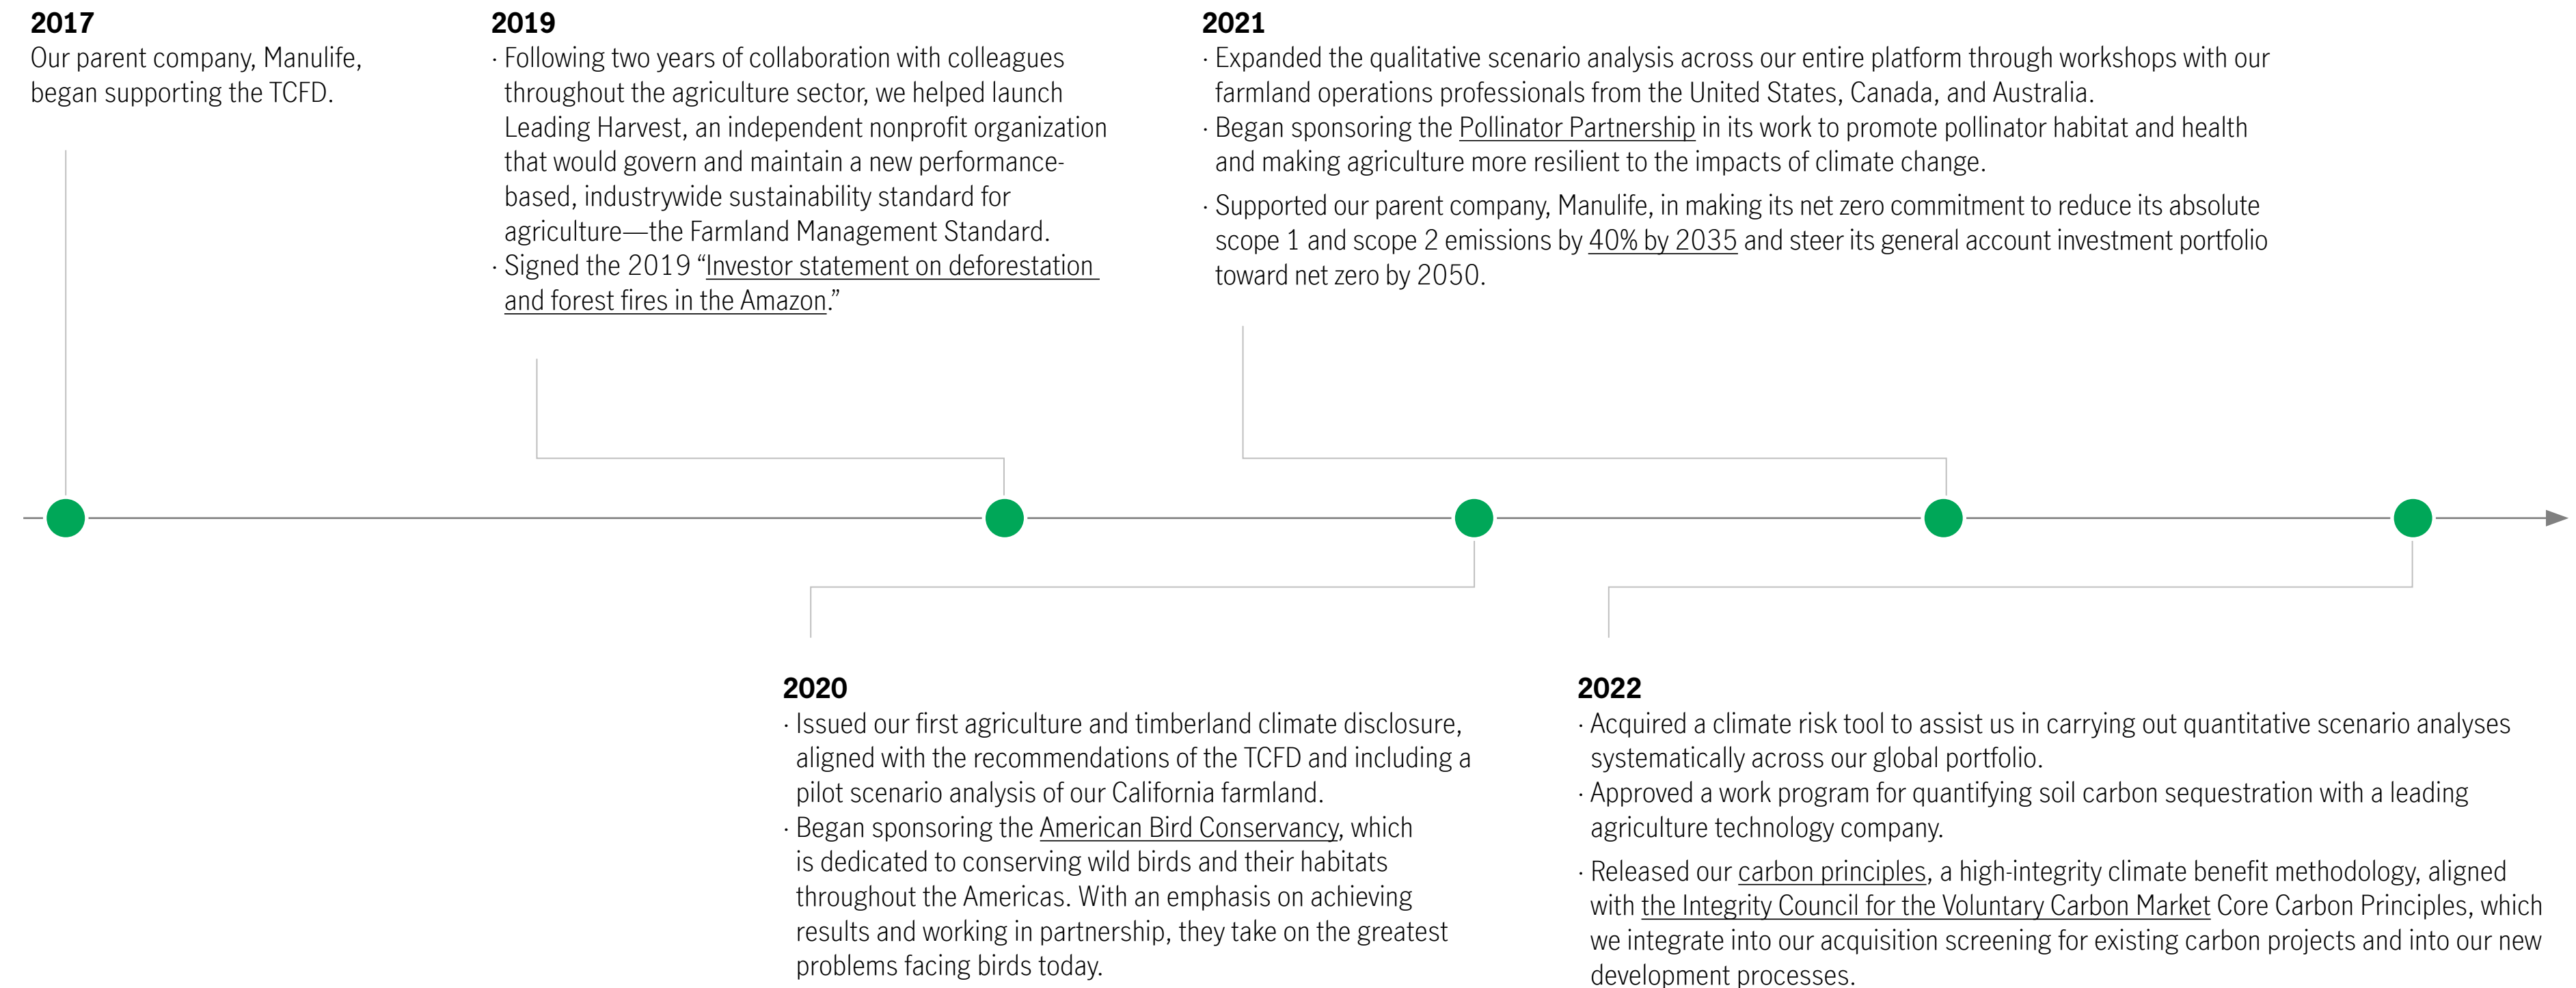 2017
Our parent company, Manulife,
began supporting the TCFD.
2019
· Following two years of collaboration with colleagues
throughout the agriculture sector, we helped launch
Leading Harvest, an independent nonprofit organization
that would govern and maintain a new performance-
based, industrywide sustainability standard for
agriculture—the Farmland Management Standard.
· Signed the 2019 “Investor statement on deforestation
and forest fires in the Amazon.”
2021
· Expanded the qualitative scenario analysis across our entire platform through workshops with our
farmland operations professionals from the United States, Canada, and Australia.
· Began sponsoring the Pollinator Partnership in its work to promote pollinator habitat and health
and making agriculture more resilient to the impacts of climate change.
· Supported our parent company, Manulife, in making its net zero commitment to reduce its absolute
scope 1 and scope 2 emissions by 40% by 2035 and steer its general account investment portfolio
toward net zero by 2050.
2020
· Issued our first agriculture and timberland climate disclosure,
aligned with the recommendations of the TCFD and including a
pilot scenario analysis of our California farmland.
· Began sponsoring the American Bird Conservancy, which
is dedicated to conserving wild birds and their habitats
throughout the Americas. With an emphasis on achieving
results and working in partnership, they take on the greatest
problems facing birds today.
2022
· Acquired a climate risk tool to assist us in carrying out quantitative scenario analyses
systematically across our global portfolio.
· Approved a work program for quantifying soil carbon sequestration with a leading
agriculture technology company.
· Released our carbon principles, a high-integrity climate benefit methodology, aligned
with the Integrity Council for the Voluntary Carbon Market Core Carbon Principles, which
we integrate into our acquisition screening for existing carbon projects and into our new
development processes.